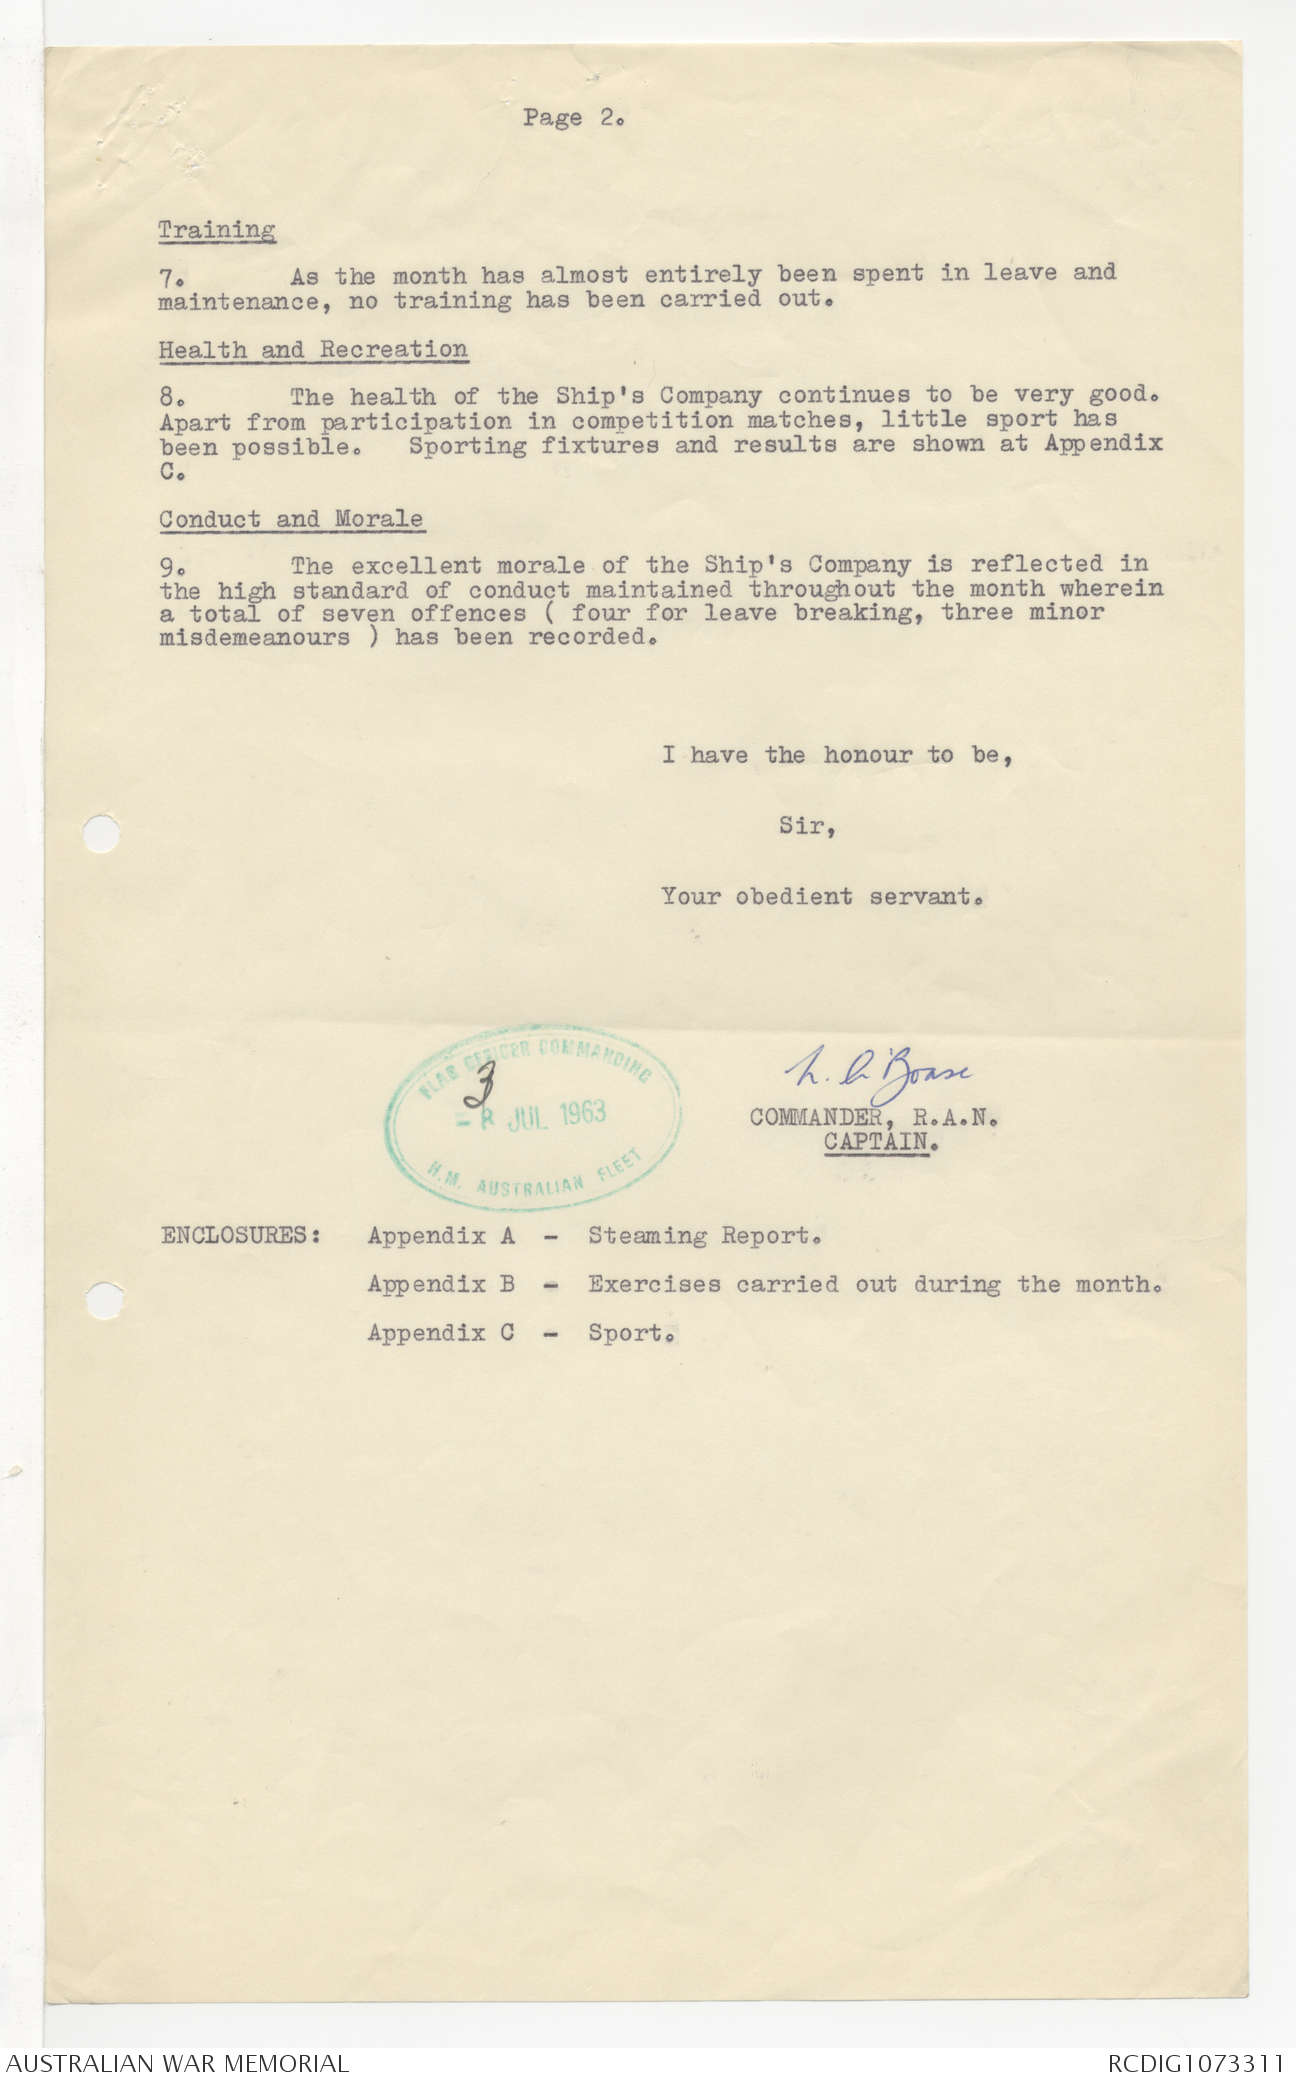 Page 2.
Training
7. As the month has almost entirely been spent in leave and
maintenance, no training has been carried out.
Health and Recreation
8. The health of the Ship's Company continues to be very good.
Apart from participation in competition matches, little sport has
been possible. Sporting fixtures and results are shown at Appendix
C.
Conduct and Morale
9. The excellent morale of the Ship's Company is reflected in
the high standard of conduct maintained throughout the month wherein
a total of seven offences ( four for leave breaking, three minor
misdemeanours ) has been recorded.
I have the honour to be,
Sir,
Your obedient servant.
FLAG OFFICER COMMANDING
3
- 8 JUL 1963
H.M. AUSTRALIAN FLEET
Boase
COMMANDER, R.A.N.
CAPTAIN.
ENCLOSURES: Appendix A - Steaming Report.
Appendix B - Exercises carried out during the month.
Appendix C - Sport.
AUSTRALIAN WAR MEMORIAL
RCDIG1073311